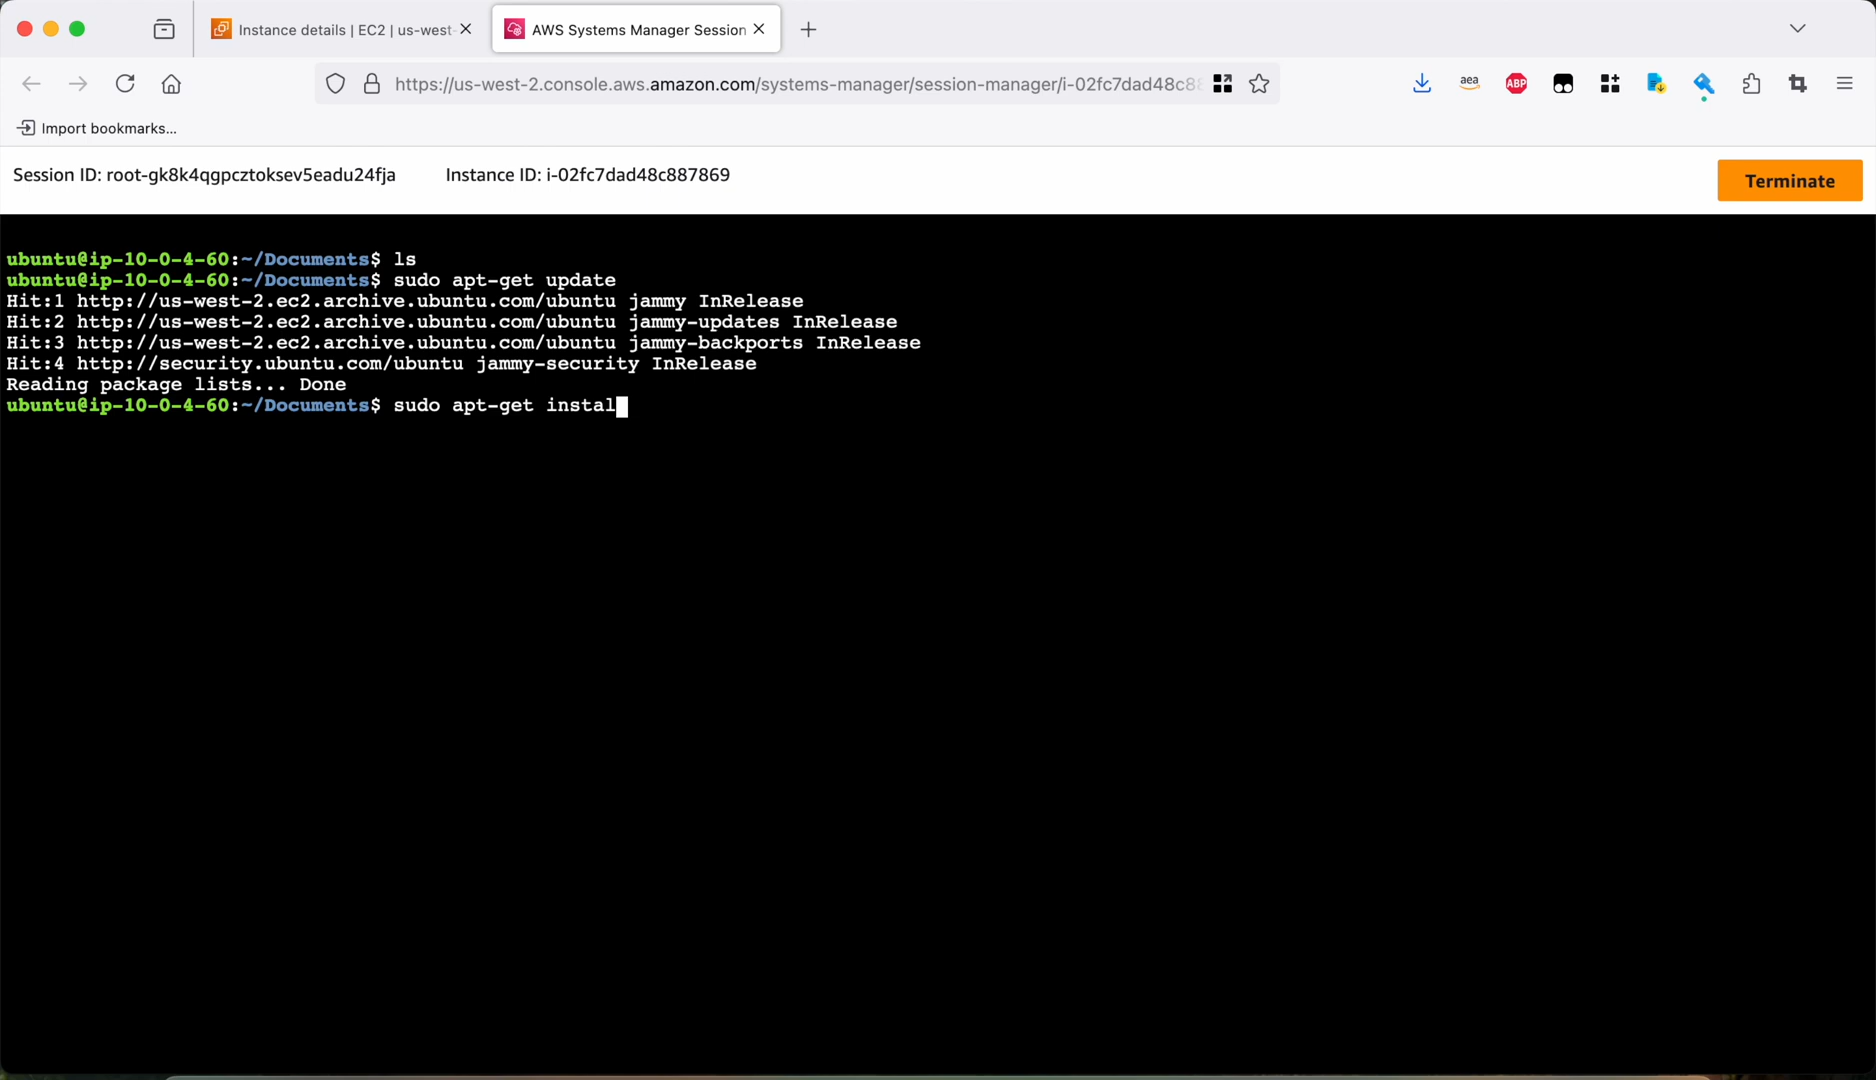 Instance details | EC2 | us-west-
AWS Systems Manager Session
https://us-west-2.console.aws.amazon.com/systems-manager/session-manager/i-02fc7dad48c88
aea
ABP
Import bookmarks...
Session ID: root-gk8k4qgpcztoksev5eadu24fja Instance ID: i-02fc7dad48c887869
Terminate
ubuntu@ip-10-0-4-60:~/Documents$ ls
ubuntu@ip-10-0-4-60:~/Documents$ sudo apt-get update
Hit:1 http://us-west-2.ec2.archive.ubuntu.com/ubuntu jammy InRelease
Hit:2 http://us-west-2.ec2.archive.ubuntu.com/ubuntu jammy-updates InRelease
Hit:3 http://us-west-2.ec2.archive.ubuntu.com/ubuntu jammy-backports InRelease
Hit:4 http://security.ubuntu.com/ubuntu jammy-security InRelease
Reading package lists... Done
ubuntu@ip-10-0-4-60:~/Documents$ sudo apt-get instal